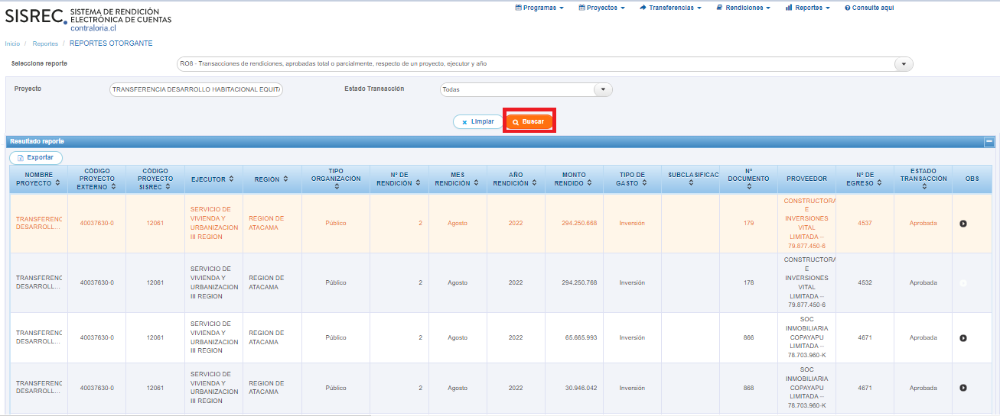 SISREC.
SISTEMA DE RENDICIÓN
ELECTRÓNICA DE CUENTAS
contraloria.cl
Programas
Proyectos
Transferencias
Rendiciones
Reportes
Consulte aqui
Inicio / Reportes / REPORTES OTORGANTE
Seleccione reporte
RO8 - Transacciones de rendiciones, aprobadas total o parcialmente, respecto de un proyecto, ejecutor y año
Proyecto
TRANSFERENCIA DESARROLLO HABITACIONAL EQUIT
Estado Transacción
Todas
Limpiar
Buscar
Resultado reporte
Exportar
NOMBRE
PROYECTO
CÓDIGO
PROYECTO
EXTERNO
CÓDIGO
PROYECTO
SISREC
EJECUTOR
REGIÓN
TIPO
ORGANIZACIÓN
N° DE
RENDICIÓN
MES
RENDICIÓN
AÑO
RENDICIÓN
MONTO
RENDIDO
TIPO DE
GASTO
SUBCLASIFICAC
N°
DOCUMENTO
PROVEEDOR
N° DE
EGRESO
ESTADO
TRANSACCIÓN
OBS
TRANSFERENC
DESARROLL...
40037630-0
12061
SERVICIO DE
VIVIENDA Y
URBANIZACION
III REGION
REGION DE
ATACAMA
Público
2
Agosto
2022
294.250.668
Inversión
179
CONSTRUCTORA
E
INVERSIONES
VITAL
LIMITADA --
79.877.450-6
4537
Aprobada
TRANSFERENC
DESARROLL...
40037630-0
12061
SERVICIO DE
VIVIENDA Y
URBANIZACION
III REGION
REGION DE
ATACAMA
Público
2
Agosto
2022
294.250.768
Inversión
178
CONSTRUCTORA
E
INVERSIONES
VITAL
LIMITADA --
79.877.450-6
4532
Aprobada
TRANSFERENC
DESARROLL...
40037630-0
12061
SERVICIO DE
VIVIENDA Y
URBANIZACION
III REGION
REGION DE
ATACAMA
Público
2
Agosto
2022
65.665.993
Inversión
866
SOC
INMOBILIARIA
COPAYAPU
LIMITADA --
78.703.960-K
4671
Aprobada
TRANSFERENC
DESARROLL...
40037630-0
12061
SERVICIO DE
VIVIENDA Y
URBANIZACION
III REGION
REGION DE
ATACAMA
Público
2
Agosto
2022
30.946.042
Inversión
868
SOC
INMOBILIARIA
COPAYAPU
LIMITADA --
78.703.960-K
4671
Aprobada